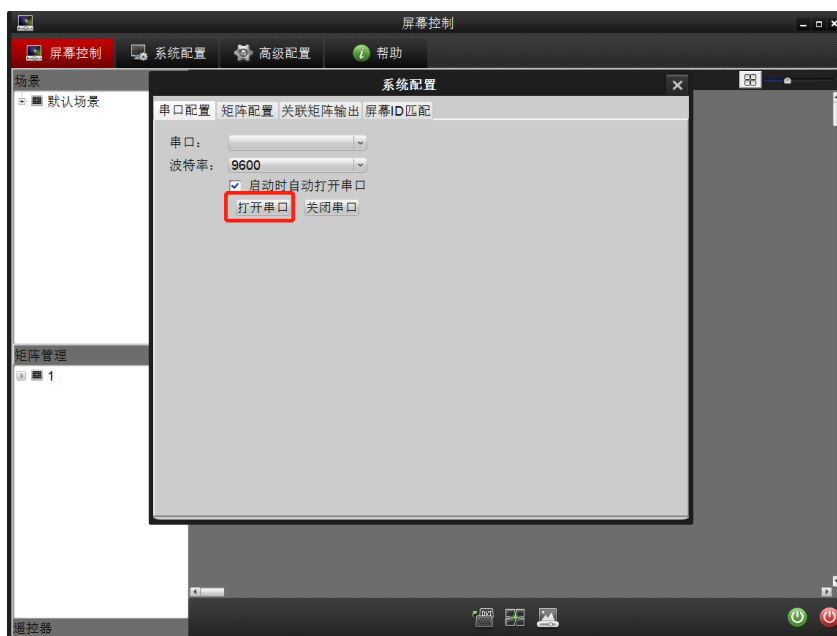 屏幕控制
屏幕控制 系统配置 高级配置 帮助
场景
默认场景
系统配置
串口配置 矩阵配置 关联矩阵输出 屏幕ID匹配
串口：
波特率： 9600
启动时自动打开串口
打开串口 关闭串口
矩阵管理
1
DVI
遥控器